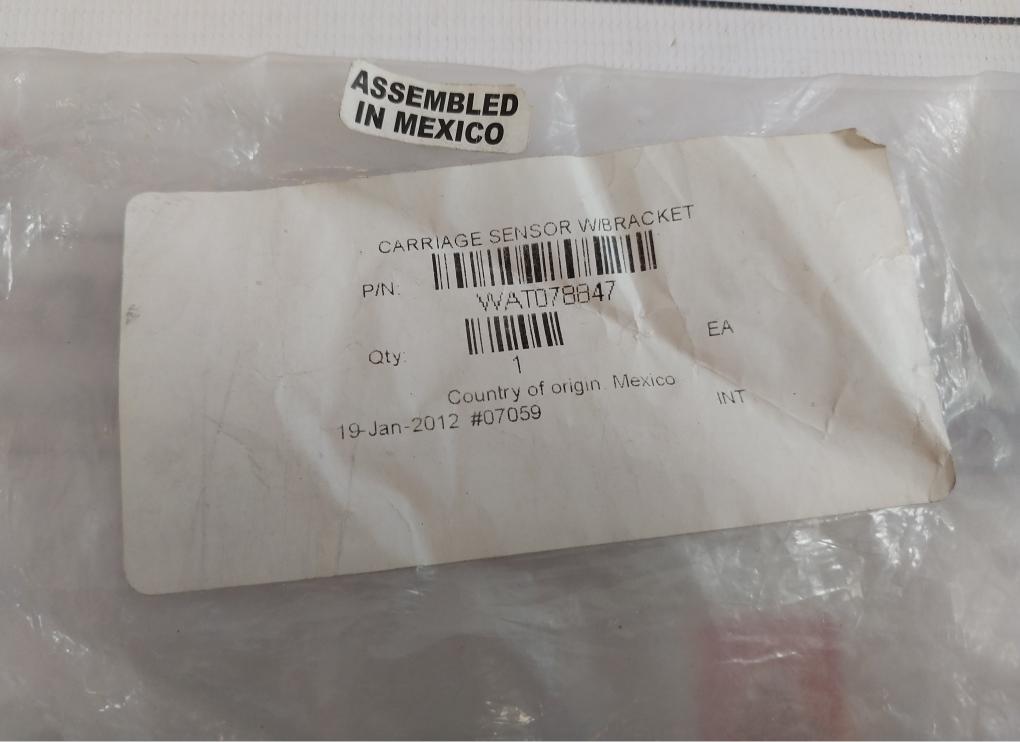 ASSEMBLED
IN MEXICO
CARRIAGE SENSOR W/BRACKET
P/N:
WAT078847
Qty:
EA
1
Country of origin. Mexico
INT
19-Jan-2012 #07059